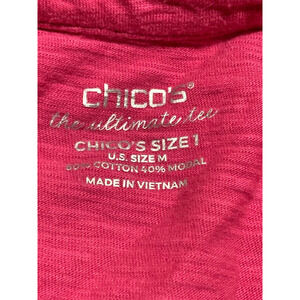 chico's®
the ultimate tee
CHICO'S SIZE 1
U.S. SIZE M
60% COTTON 40% MODAL
MADE IN VIETNAM